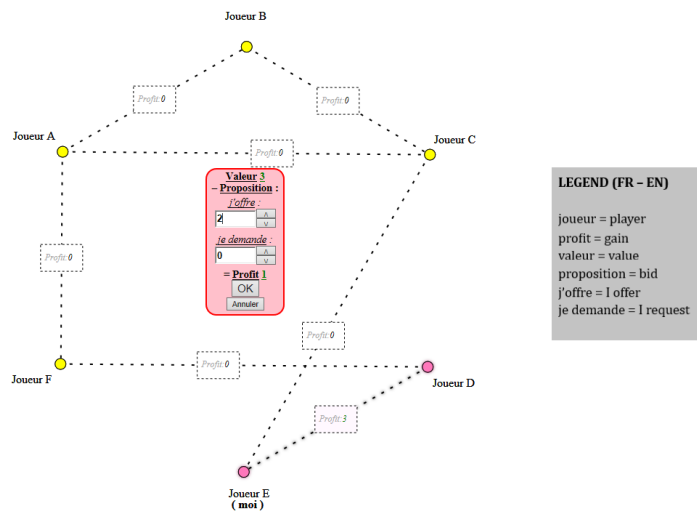 Joueur B
Profit:0
Profit:0
Joueur A
Joueur C
Profit:0
Valeur 3
– Proposition :
j'offre :
2
je demande :
0
= Profit 1
OK
Annuler
Profit:0
Profit:0
Profit:0
Joueur F
Joueur D
Profit:3
Joueur E
( moi )
LEGEND (FR – EN)
joueur = player
profit = gain
valeur = value
proposition = bid
j'offre = I offer
je demande = I request